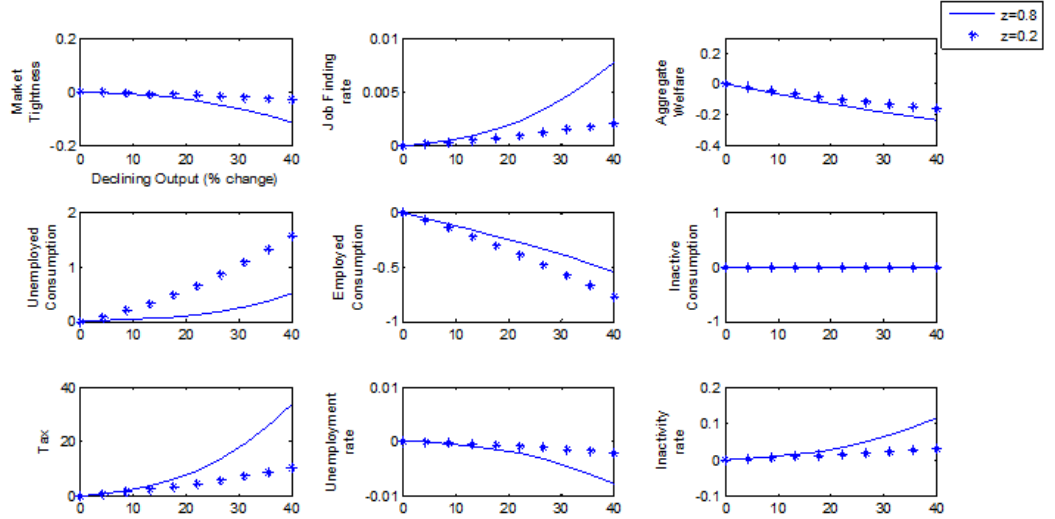 z=0.8
z=0.2
Market
Tightness
0.2
0
-0.2
0 10 20 30 40
Declining Output (% change)
Job Finding
rate
0.01
0.005
0
0 10 20 30 40
Aggregate
Welfare
0.2
0
-0.2
-0.4
0 10 20 30 40
Unemployed
Consumption
2
1
0
0 10 20 30 40
Employed
Consumption
0
-0.5
-1
0 10 20 30 40
Inactive
Consumption
1
0
-1
0 10 20 30 40
Tax
40
20
0
0 10 20 30 40
Unemployment
rate
0.01
0
-0.01
0 10 20 30 40
Inactivity
rate
0.2
0.1
0
-0.1
0 10 20 30 40